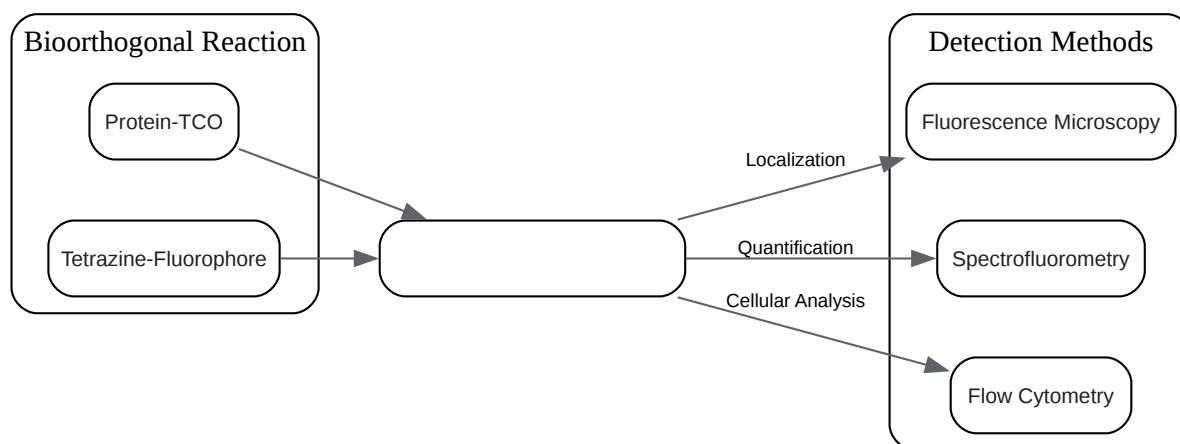 Bioorthogonal Reaction
Protein-TCO
Tetrazine-Fluorophore
Localization
Quantification
Cellular Analysis
Detection Methods
Fluorescence Microscopy
Spectrofluorometry
Flow Cytometry